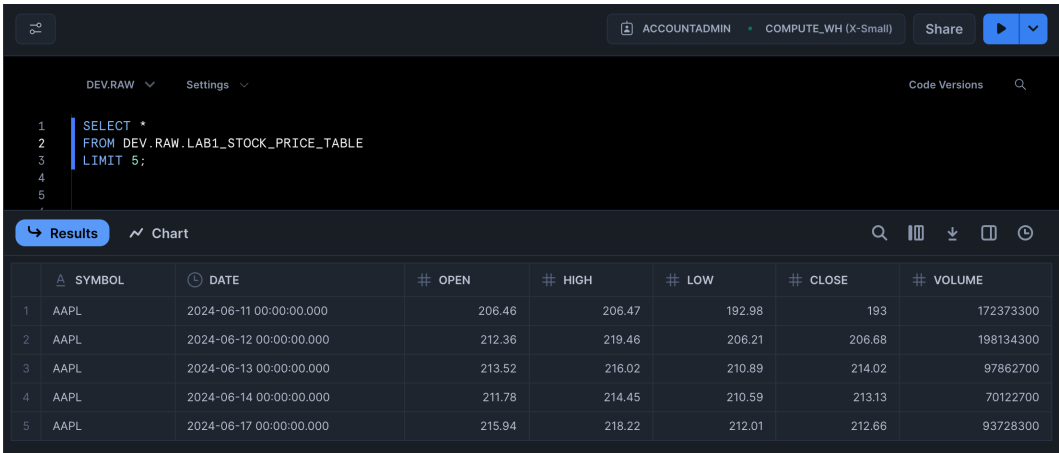 ACCOUNTADMIN • COMPUTE_WH (X-Small) Share
DEV.RAW Settings Code Versions
1 SELECT *
2 FROM DEV.RAW.LAB1_STOCK_PRICE_TABLE
3 LIMIT 5;
4
5
Results Chart
SYMBOL DATE OPEN HIGH LOW CLOSE VOLUME
1 AAPL 2024-06-11 00:00:00.000 206.46 206.47 192.98 193 172373300
2 AAPL 2024-06-12 00:00:00.000 212.36 219.46 206.21 206.68 198134300
3 AAPL 2024-06-13 00:00:00.000 213.52 216.02 210.89 214.02 97862700
4 AAPL 2024-06-14 00:00:00.000 211.78 214.45 210.59 213.13 70122700
5 AAPL 2024-06-17 00:00:00.000 215.94 218.22 212.01 212.66 93728300